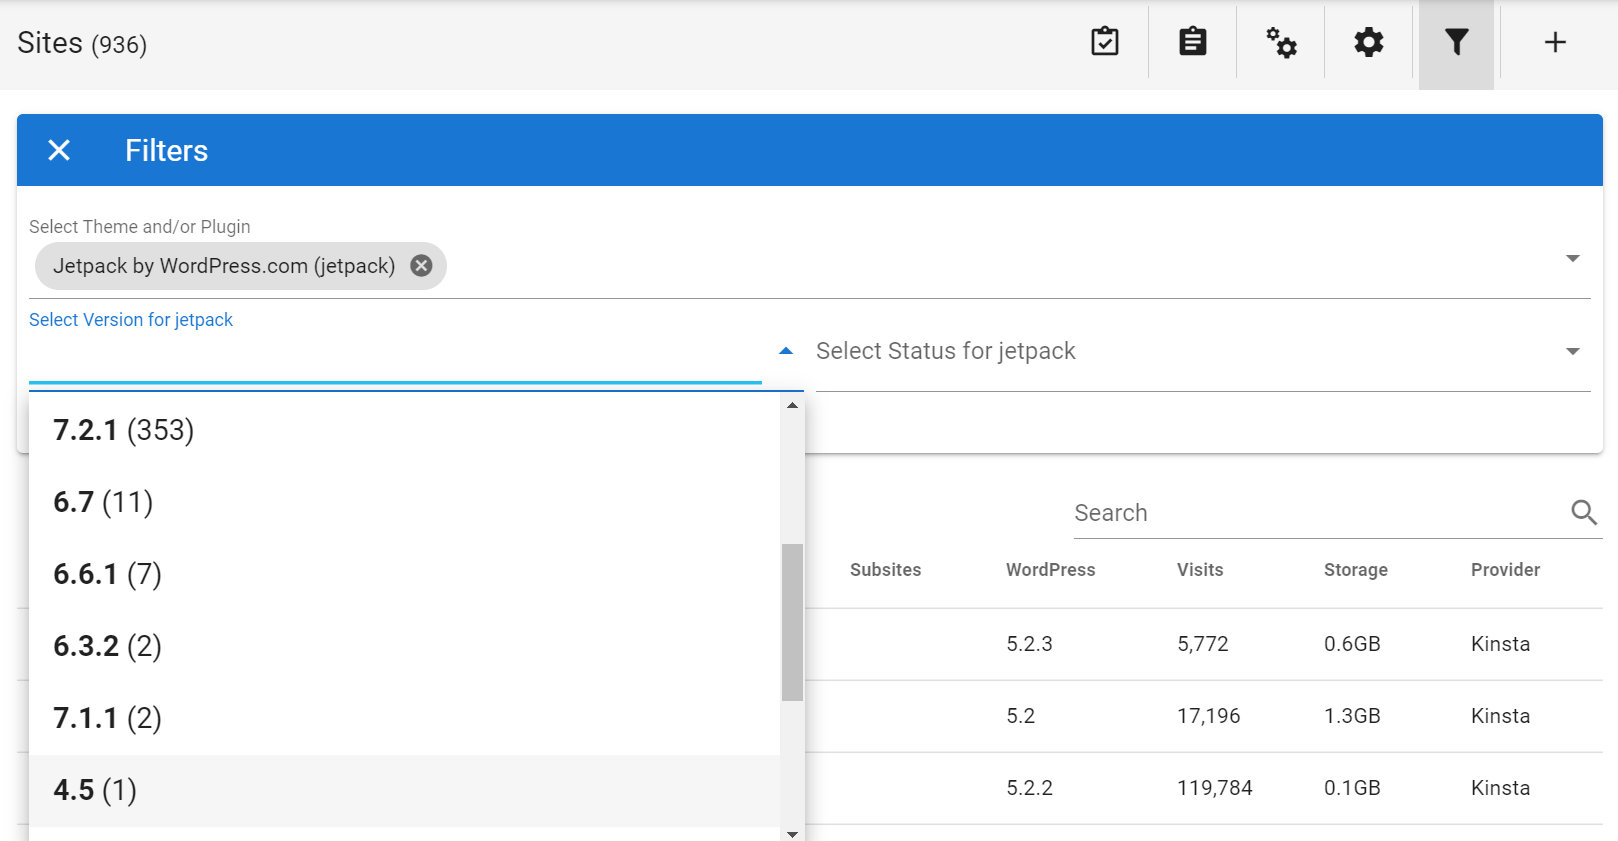 Sites (936)
Filters
Select Theme and/or Plugin
Jetpack by WordPress.com (jetpack)
Select Version for jetpack
Select Status for jetpack
7.2.1 (353)
6.7 (11)
6.6.1 (7)
6.3.2 (2)
7.1.1 (2)
4.5 (1)
Search
Subsites WordPress Visits Storage Provider
5.2.3 5,772 0.6GB Kinsta
5.2 17,196 1.3GB Kinsta
5.2.2 119,784 0.1GB Kinsta